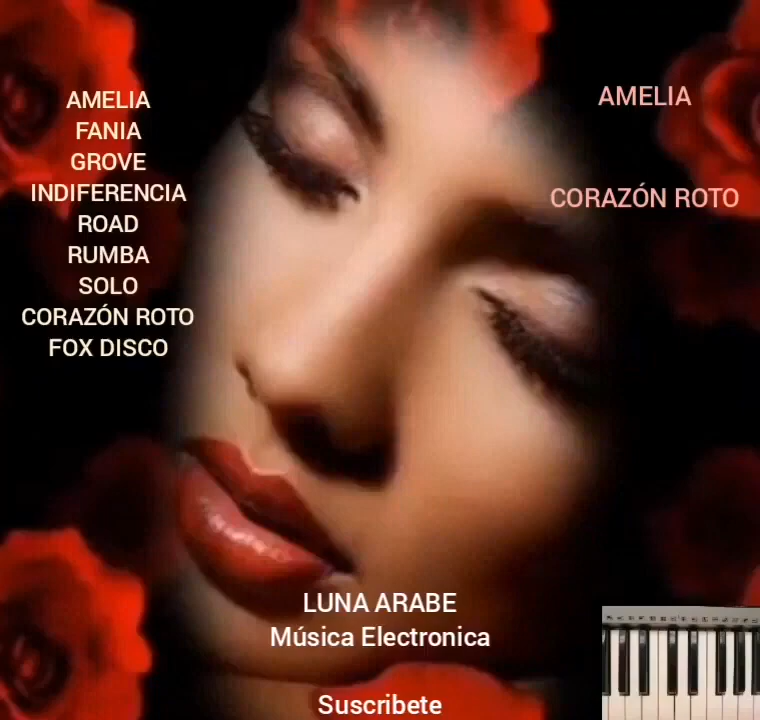 AMELIA
FANIA
GROVE
INDIFERENCIA
ROAD
RUMBA
SOLO
CORAZÓN ROTO
FOX DISCO
AMELIA
CORAZÓN ROTO
LUNA ARABE
Música Electronica
Suscribete